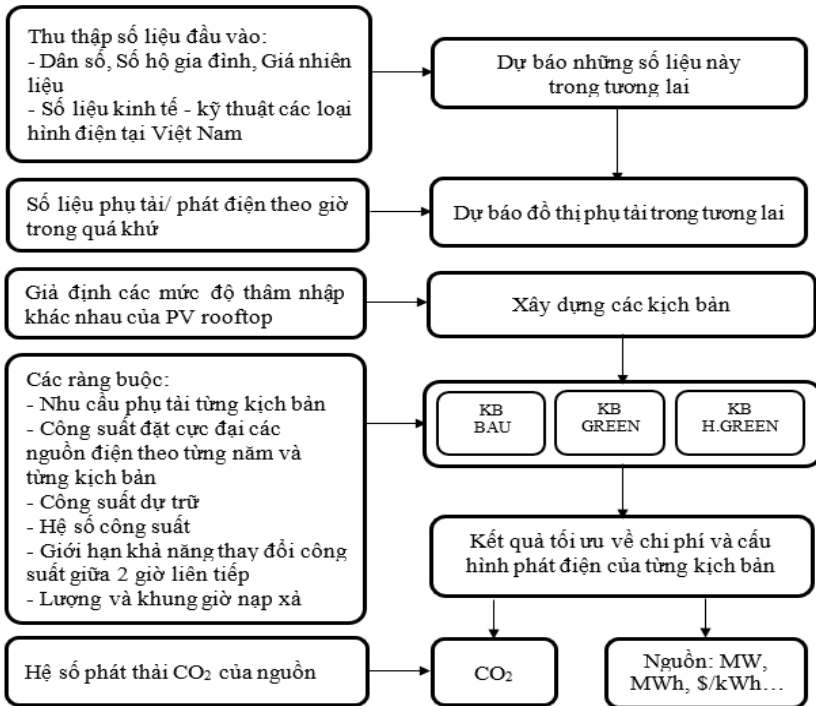 Thu thập số liệu đầu vào:
- Dân số, Số hộ gia đình, Giá nhiên
liệu
- Số liệu kinh tế - kỹ thuật các loại
hình điện tại Việt Nam
Dự báo những số liệu này
trong tương lai
Số liệu phụ tải/ phát điện theo giờ
trong quá khứ
Dự báo đồ thị phụ tải trong tương lai
Giả định các mức độ thâm nhập
khác nhau của PV rooftop
Xây dựng các kịch bản
Các ràng buộc:
- Nhu cầu phụ tải từng kịch bản
- Công suất đặt cực đại các
nguồn điện theo từng năm và
từng kịch bản
- Công suất dự trữ
- Hệ số công suất
- Giới hạn khả năng thay đổi công
suất giữa 2 giờ liên tiếp
- Lượng và khung giờ nạp xả
KB
BAU
KB
GREEN
KB
H.GREEN
Kết quả tối ưu về chi phí và cấu
hình phát điện của từng kịch bản
Hệ số phát thải CO₂ của nguồn
CO₂
Nguồn: MW,
MWh, $/kWh...